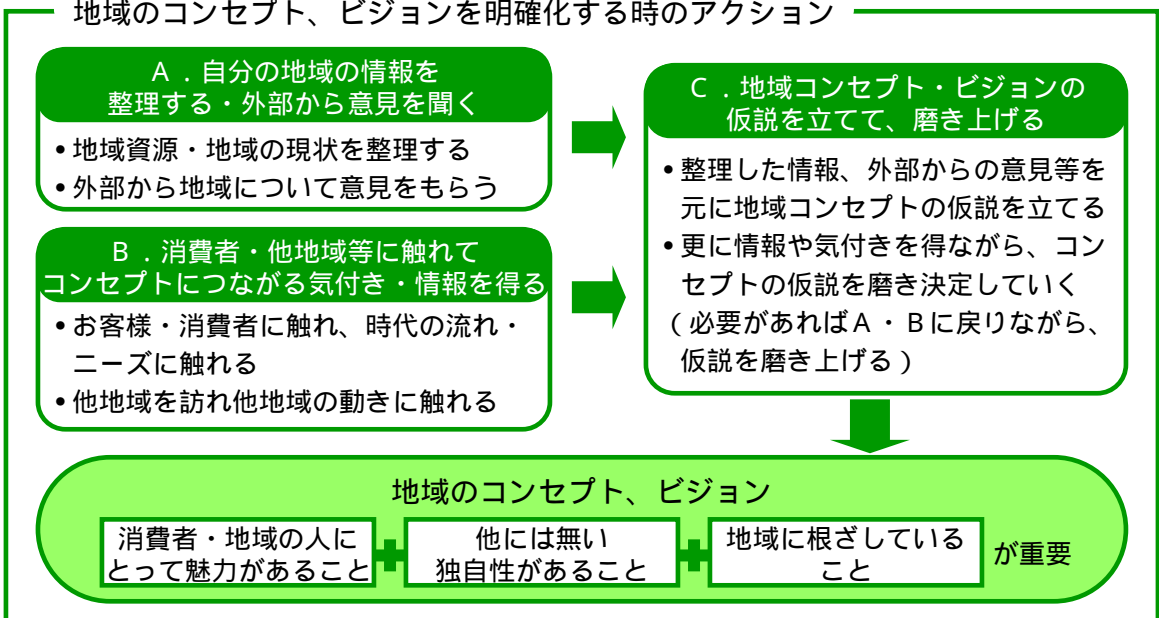 地域のコンセプト、ビジョンを明確化する時のアクション
Ａ．自分の地域の情報を
整理する・外部から意見を聞く
•地域資源・地域の現状を整理する
•外部から地域について意見をもらう
Ｂ．消費者・他地域等に触れて
コンセプトにつながる気付き・情報を得る
•お客様・消費者に触れ、時代の流れ・
ニーズに触れる
•他地域を訪れ他地域の動きに触れる
Ｃ．地域コンセプト・ビジョンの
仮説を立てて、磨き上げる
•整理した情報、外部からの意見等を
元に地域コンセプトの仮説を立てる
•更に情報や気付きを得ながら、コン
セプトの仮説を磨き決定していく
（必要があればＡ・Ｂに戻りながら、
仮説を磨き上げる）
地域のコンセプト、ビジョン
消費者・地域の人に
とって魅力があること
他には無い
独自性があること
地域に根ざしている
こと
が重要